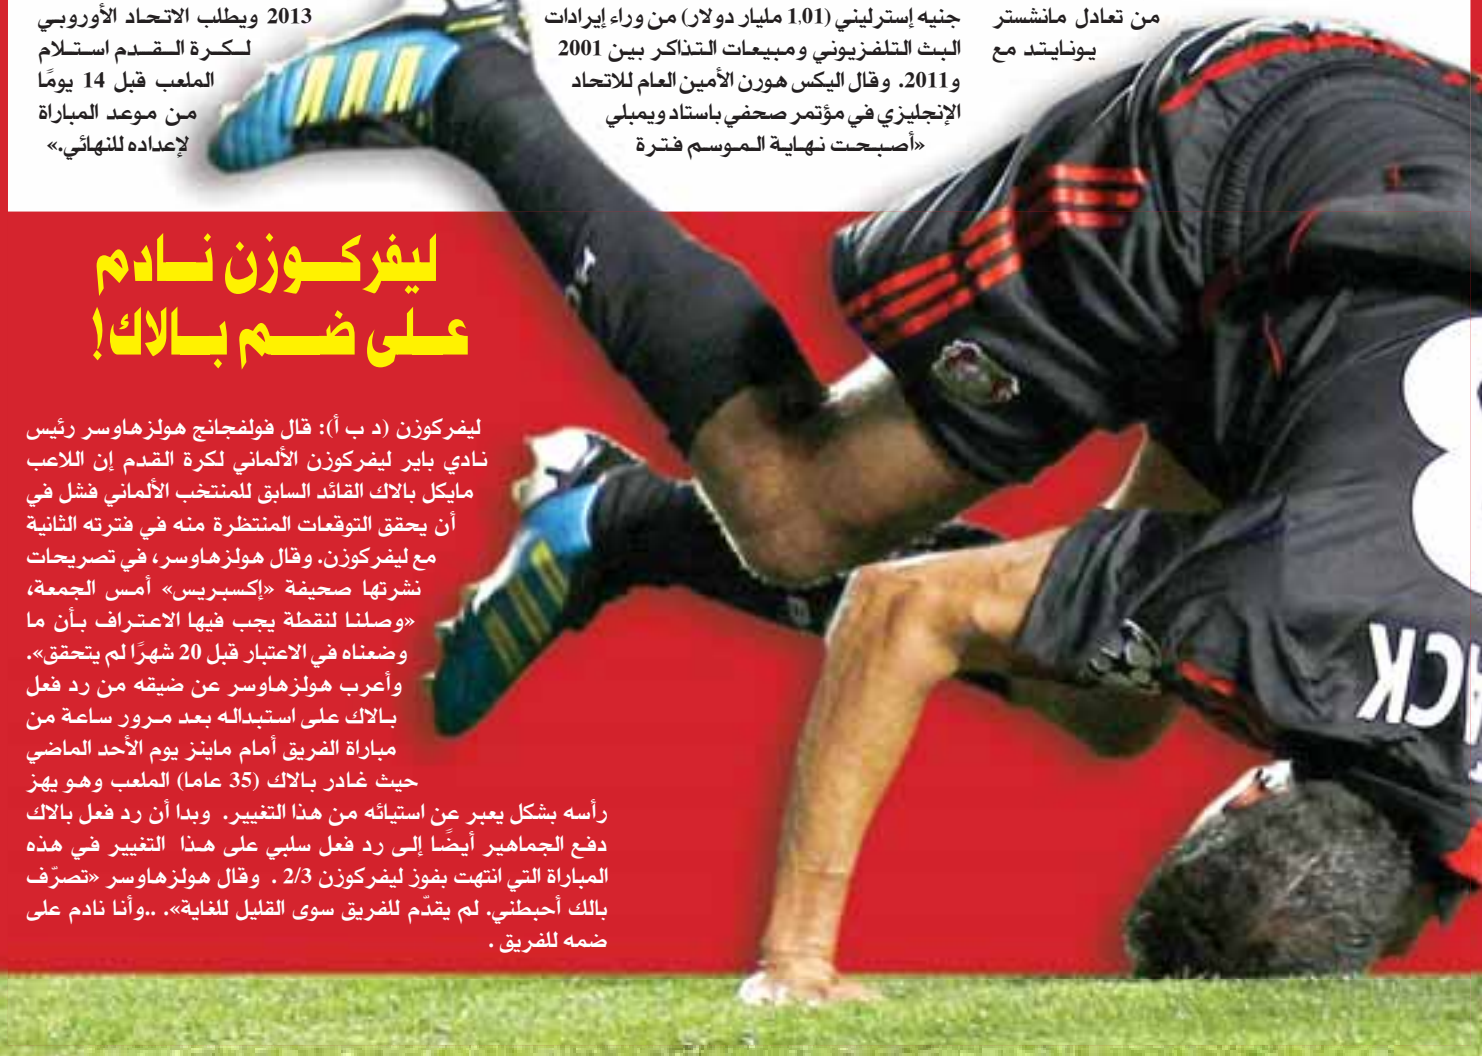 من تعادل مانشستر
يونايتد مع
جنيه إسترليني (1,01 مليار دولار) من وراء إيرادات
البث التلفزيوني ومبيعات التذاكر بين 2001
و2011. وقال اليكس هورن الأمين العام للاتحاد
الإنجليزي في مؤتمر صحفي باستاد ويمبلي
«أصبحت نهاية الموسم فترة
2013 ويطلب الاتحاد الأوروبي
لكرة القدم استلام
الملعب قبل 14 يومًا
من موعد المباراة
لإعداده للنهائي.»
ليفركوزن نادم
على ضم بالاك!
ليفركوزن (د ب أ): قال فولفجانج هولزهاوسر رئيس
نادي باير ليفركوزن الألماني لكرة القدم إن اللاعب
مايكل بالاك القائد السابق للمنتخب الألماني فشل في
أن يحقق التوقعات المنتظرة منه في فترته الثانية
مع ليفركوزن. وقال هولزهاوسر، في تصريحات
نشرتها صحيفة «إكسبريس» أمس الجمعة،
«وصلنا لنقطة يجب فيها الاعتراف بأن ما
وضعناه في الاعتبار قبل 20 شهرًا لم يتحقق».
وأعرب هولزهاوسر عن ضيقه من رد فعل
بالاك على استبداله بعد مرور ساعة من
مباراة الفريق أمام ماينز يوم الأحد الماضي
حيث غادر بالاك (35 عاما) الملعب وهو يهز
رأسه بشكل يعبر عن استيائه من هذا التغيير. وبدا أن رد فعل بالاك
دفع الجماهير أيضًا إلى رد فعل سلبي على هذا التغيير في هذه
المباراة التي انتهت بفوز ليفركوزن 2/3 . وقال هولزهاوسر «تصرّف
بالك أحبطني. لم يقدّم للفريق سوى القليل للغاية». ..وأنا نادم على
ضمه للفريق .
ACK